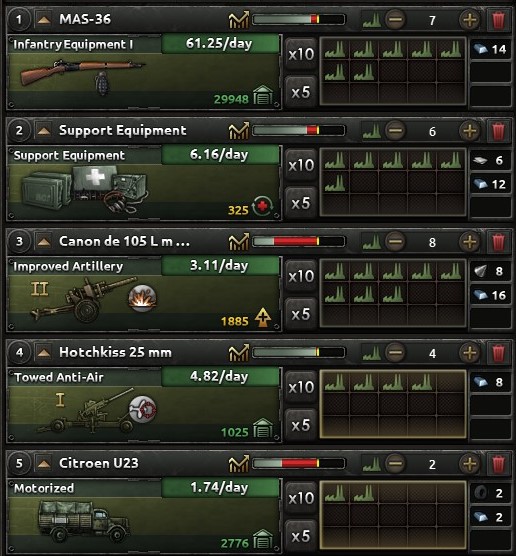 1 MAS-36 7
Infantry Equipment I 61.25/day x10 14
29948 x5
2 Support Equipment 6
Support Equipment 6.16/day x10 6
12
325 x5
3 Canon de 105 L m ... 8
Improved Artillery 3.11/day x10 8
II 16
1885 x5
4 Hotchkiss 25 mm 4
Towed Anti-Air 4.82/day x10 8
I
1025 x5
5 Citroen U23 2
Motorized 1.74/day x10 2
2
2776 x5